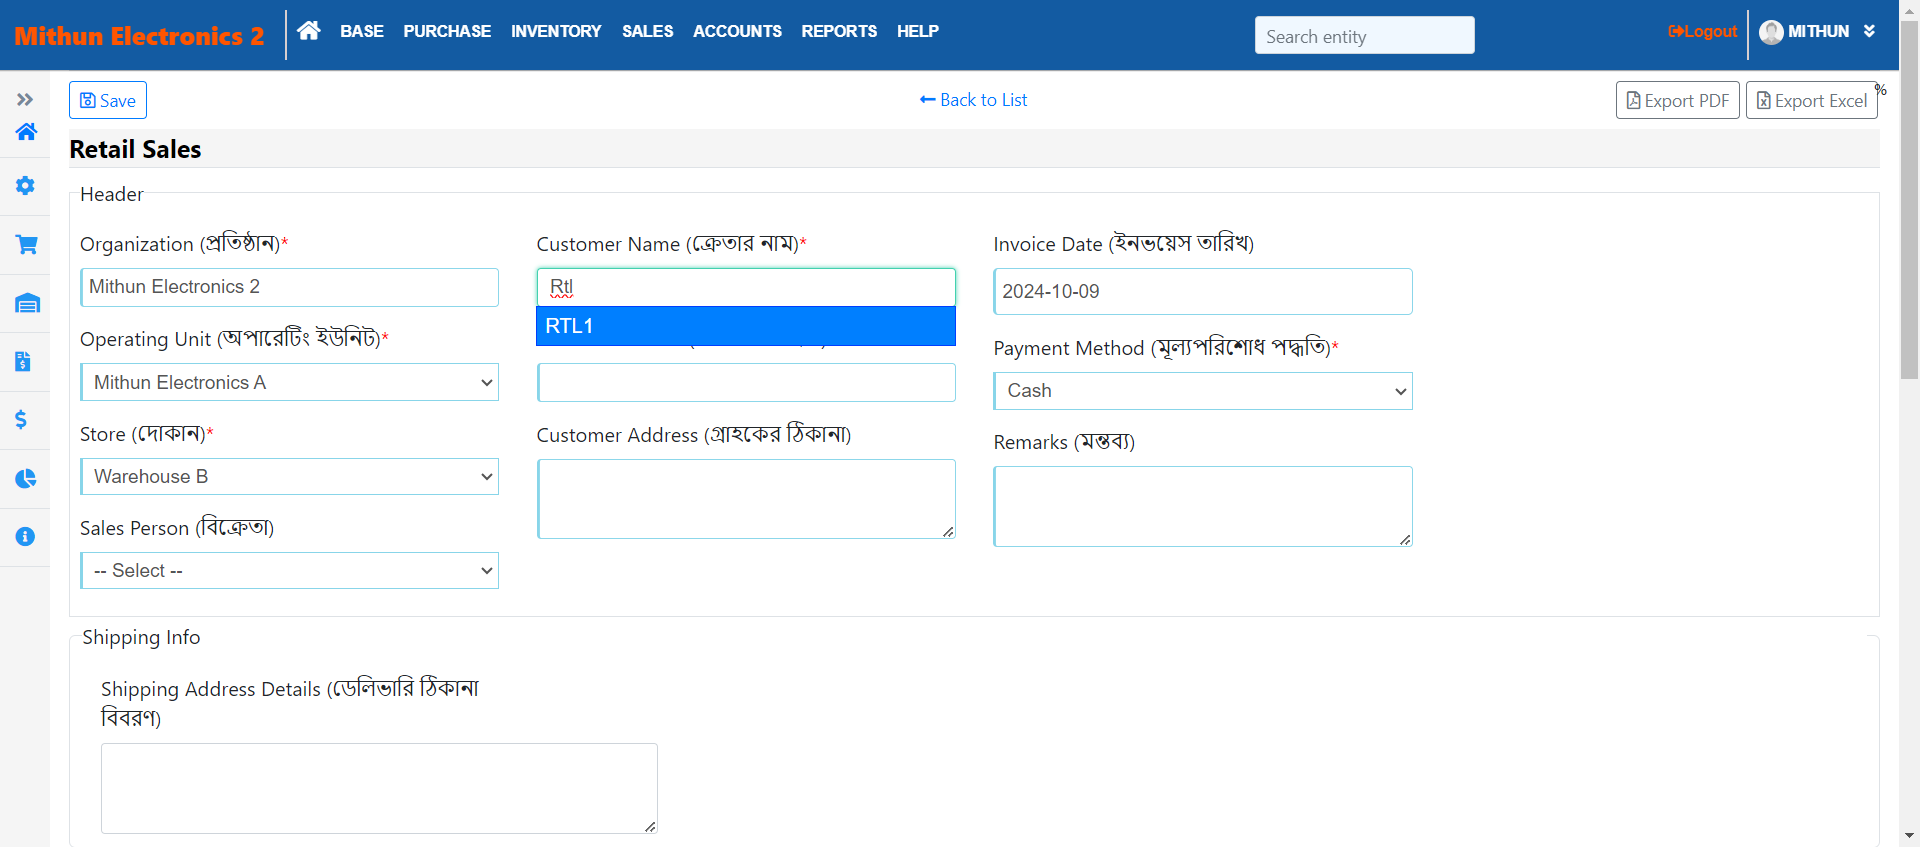 Mithun Electronics 2
BASE PURCHASE INVENTORY SALES ACCOUNTS REPORTS HELP
Search entity
Logout
MITHUN
Save
Back to List
Export PDF
Export Excel
%
Retail Sales
Header
Organization (প্রতিষ্ঠান)*
Mithun Electronics 2
Operating Unit (অপারেটিং ইউনিট)*
Mithun Electronics A
Store (দোকান)*
Warehouse B
Sales Person (বিক্রেতা)
-- Select --
Customer Name (ক্রেতার নাম)*
Rtl
RTL1
Customer Address (গ্রাহকের ঠিকানা)
Invoice Date (ইনভয়েস তারিখ)
2024-10-09
Payment Method (মূল্যপরিশোধ পদ্ধতি)*
Cash
Remarks (মন্তব্য)
Shipping Info
Shipping Address Details (ডেলিভারি ঠিকানা
বিবরণ)